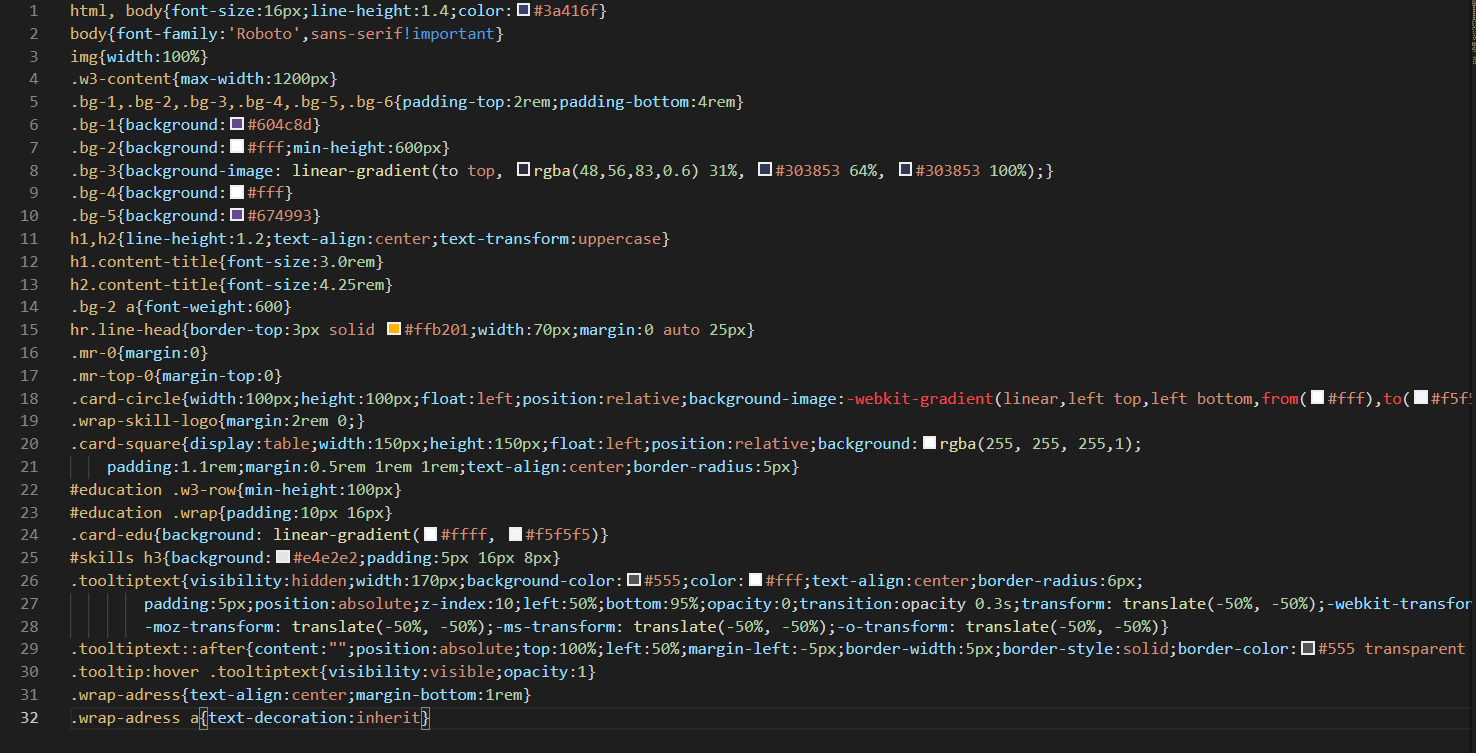 1 html, body{font-size:16px;line-height:1.4;color:#3a416f}
2 body{font-family:'Roboto',sans-serif!important}
3 img{width:100%}
4 .w3-content{max-width:1200px}
5 .bg-1,.bg-2,.bg-3,.bg-4,.bg-5,.bg-6{padding-top:2rem;padding-bottom:4rem}
6 .bg-1{background:#604c8d}
7 .bg-2{background:#fff;min-height:600px}
8 .bg-3{background-image: linear-gradient(to top, rgba(48,56,83,0.6) 31%, #303853 64%, #303853 100%);}
9 .bg-4{background:#fff}
10 .bg-5{background:#674993}
11 h1,h2{line-height:1.2;text-align:center;text-transform:uppercase}
12 h1.content-title{font-size:3.0rem}
13 h2.content-title{font-size:4.25rem}
14 .bg-2 a{font-weight:600}
15 hr.line-head{border-top:3px solid #ffb201;width:70px;margin:0 auto 25px}
16 .mr-0{margin:0}
17 .mr-top-0{margin-top:0}
18 .card-circle{width:100px;height:100px;float:left;position:relative;background-image:-webkit-gradient(linear,left top,left bottom,from(#fff),to(#f5f5
19 .wrap-skill-logo{margin:2rem 0;}
20 .card-square{display:table;width:150px;height:150px;float:left;position:relative;background:rgba(255, 255, 255,1);
21 padding:1.1rem;margin:0.5rem 1rem 1rem;text-align:center;border-radius:5px}
22 #education .w3-row{min-height:100px}
23 #education .wrap{padding:10px 16px}
24 .card-edu{background: linear-gradient(#ffff, #f5f5f5)}
25 #skills h3{background:#e4e2e2;padding:5px 16px 8px}
26 .tooltiptext{visibility:hidden;width:170px;background-color:#555;color:#fff;text-align:center;border-radius:6px;
27 padding:5px;position:absolute;z-index:10;left:50%;bottom:95%;opacity:0;transition:opacity 0.3s;transform: translate(-50%, -50%);-webkit-transfor
28 -moz-transform: translate(-50%, -50%);-ms-transform: translate(-50%, -50%);-o-transform: translate(-50%, -50%)}
29 .tooltiptext::after{content:"";position:absolute;top:100%;left:50%;margin-left:-5px;border-width:5px;border-style:solid;border-color:#555 transparent
30 .tooltip:hover .tooltiptext{visibility:visible;opacity:1}
31 .wrap-adress{text-align:center;margin-bottom:1rem}
32 .wrap-adress a{text-decoration:inherit}